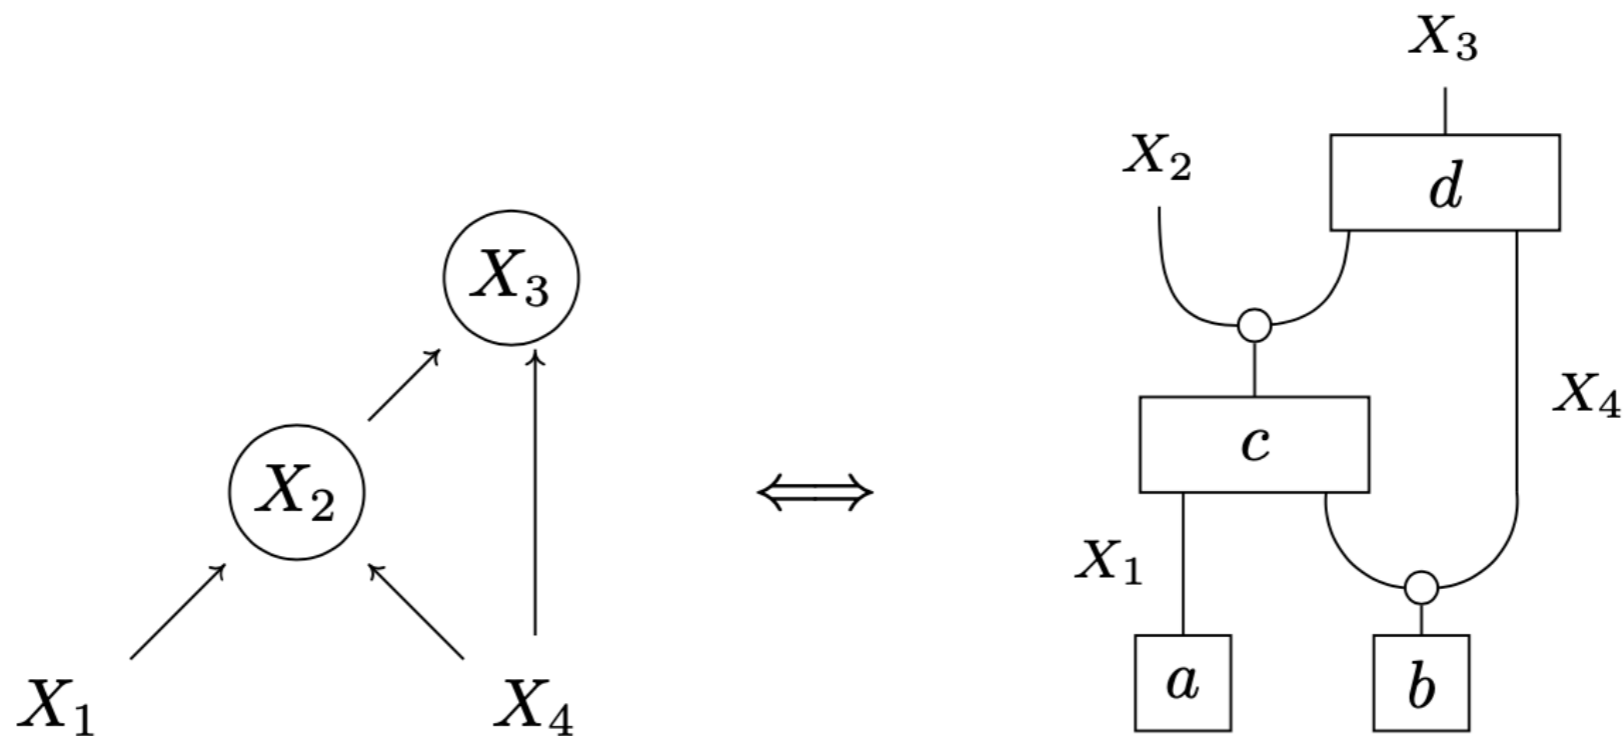 X₃
X₂
X₁
X₄
⇔
X₃
X₂
d
c
X₄
X₁
a
b